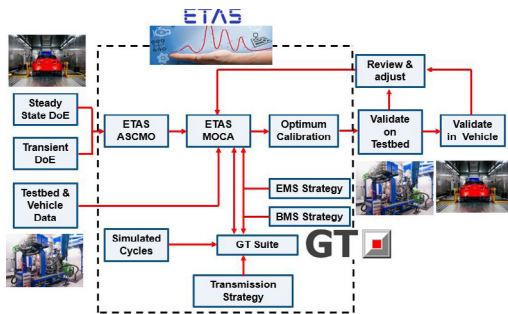 ETAS
Review &
adjust
Steady
State DoE
Transient
DoE
ETAS
ASCMO
ETAS
MOCA
Optimum
Calibration
Validate
on
Testbed
Validate
in Vehicle
Testbed &
Vehicle
Data
EMS Strategy
BMS Strategy
Simulated
Cycles
GT Suite
GT
Transmission
Strategy